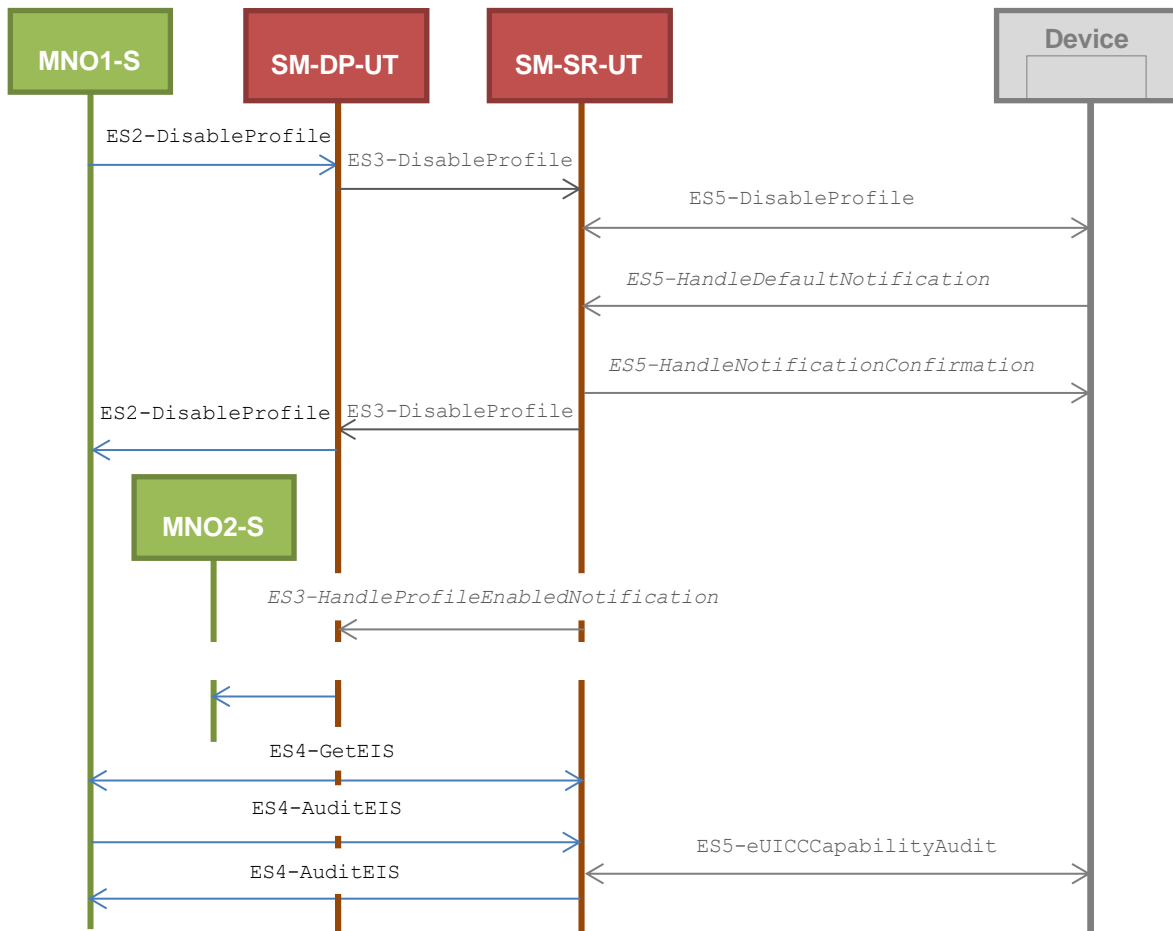 MNO1-S
SM-DP-UT
SM-SR-UT
Device
ES2-DisableProfile
ES3-DisableProfile
ES5-DisableProfile
ES5-HandleDefaultNotification
ES5-HandleNotificationConfirmation
ES2-DisableProfile
ES3-DisableProfile
MNO2-S
ES3-HandleProfileEnabledNotification
ES4-GetEIS
ES4-AuditEIS
ES5-eUICCCapabilityAudit
ES4-AuditEIS